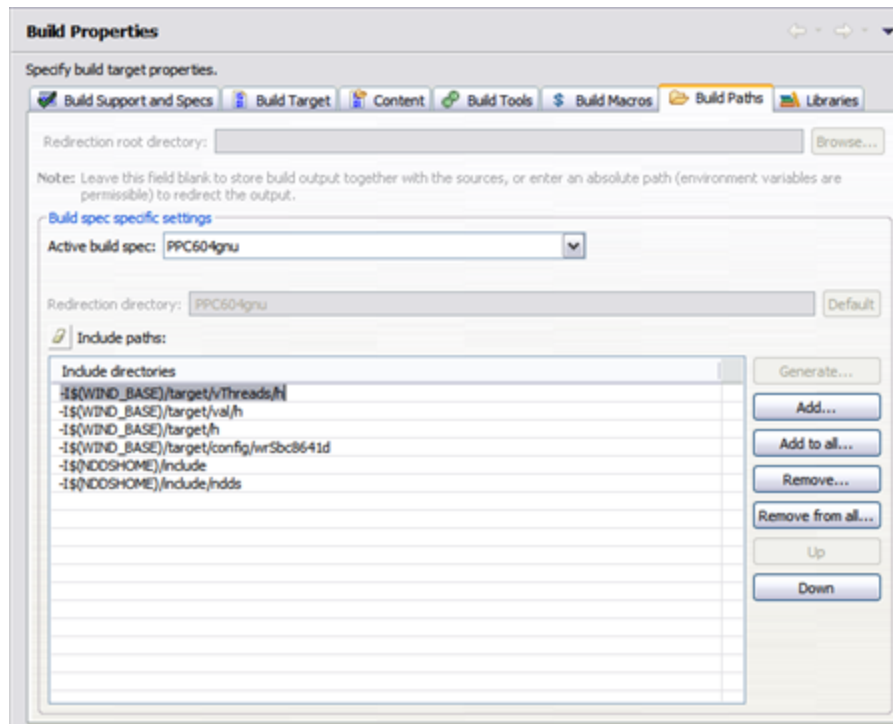 Build Properties
Specify build target properties.
Build Support and Specs Build Target Content Build Tools $ Build Macros Build Paths Libraries
Redirection root directory: Browse...
Note: Leave this field blank to store build output together with the sources, or enter an absolute path (environment variables are
permissible) to redirect the output.
Build spec specific settings
Active build spec: PPC604gnu
Redirection directory: PPC604gnu Default
Include paths:
Include directories
-I$(WIND_BASE)/target/vThreads/h
-I$(WIND_BASE)/target/val/h
-I$(WIND_BASE)/target/h
-I$(WIND_BASE)/target/config/wrSbc8641d
-I$(NDDSHOME)/include
-I$(NDDSHOME)/include/ndds
Generate...
Add...
Add to all...
Remove...
Remove from all...
Up
Down